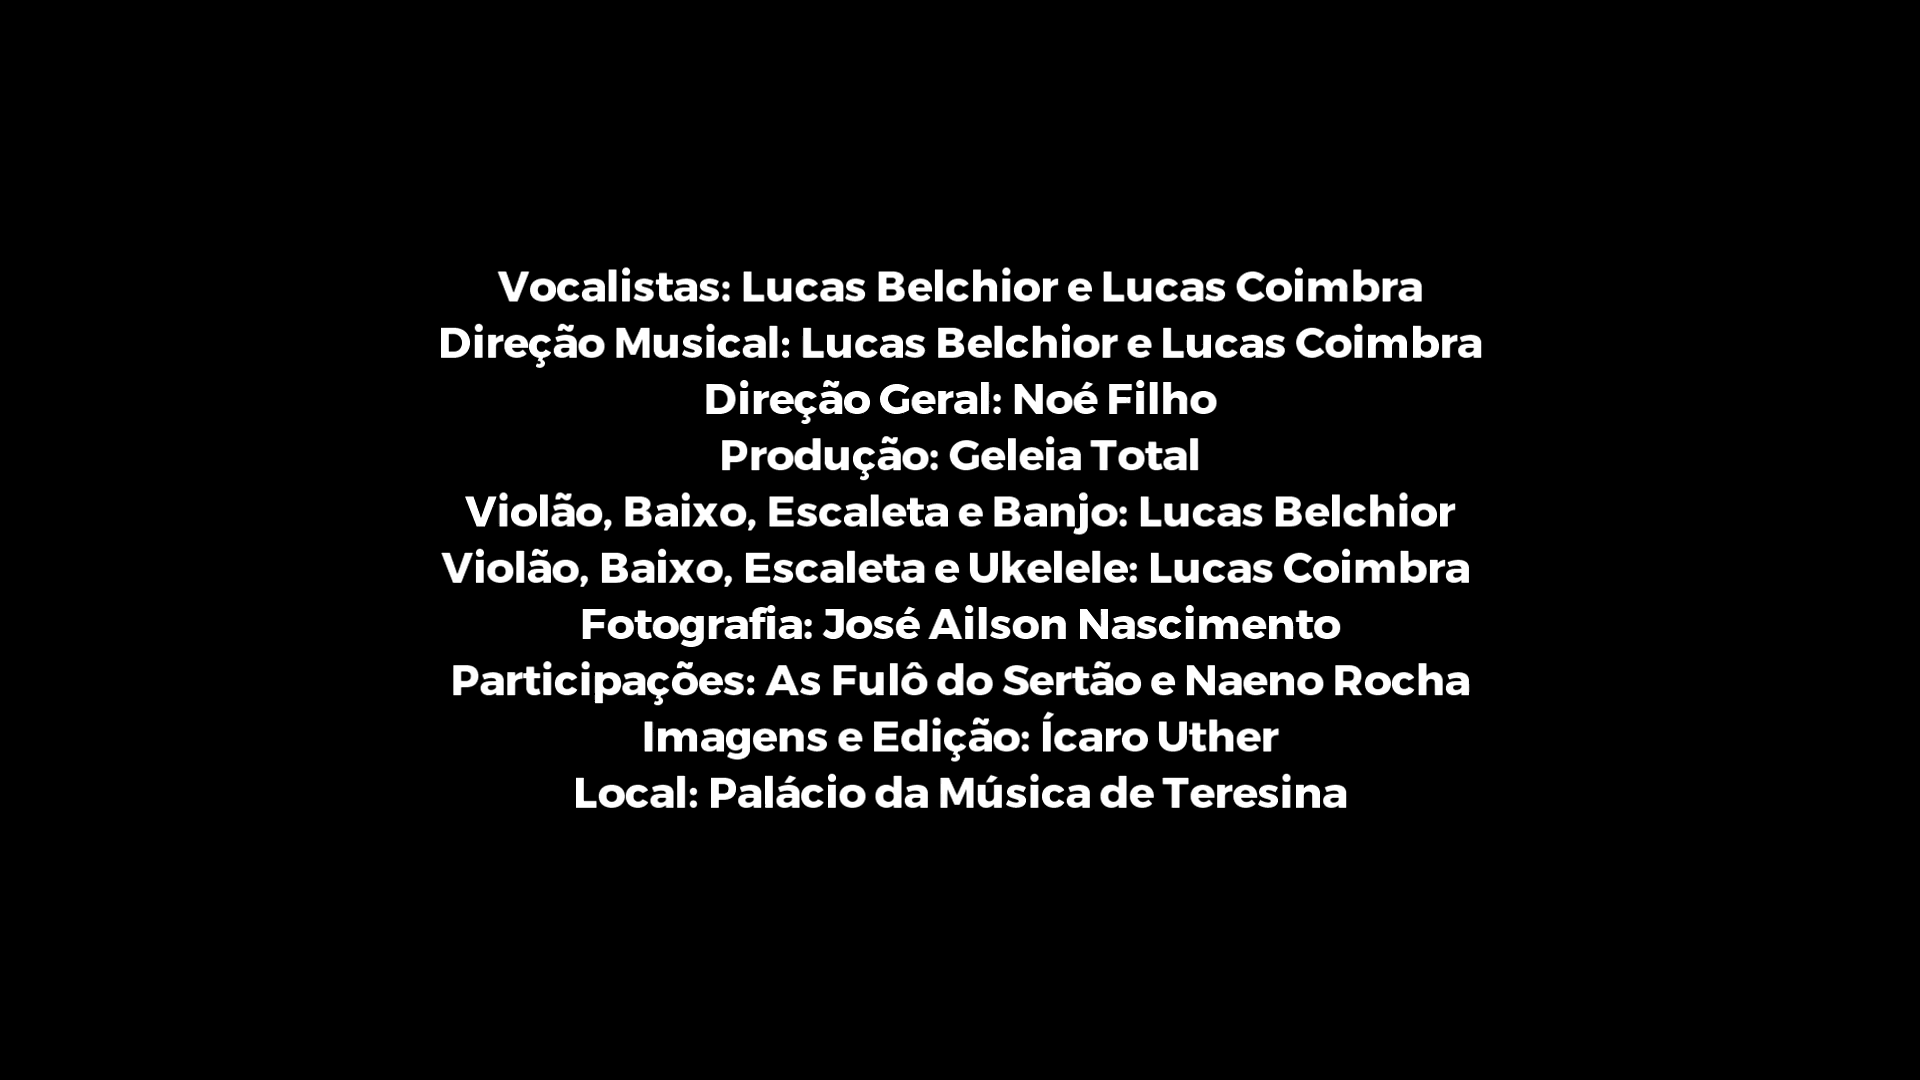 Vocalistas: Lucas Belchior e Lucas Coimbra
Direção Musical: Lucas Belchior e Lucas Coimbra
Direção Geral: Noé Filho
Produção: Geleia Total
Violão, Baixo, Escaleta e Banjo: Lucas Belchior
Violão, Baixo, Escaleta e Ukelele: Lucas Coimbra
Fotografia: José Ailson Nascimento
Participações: As Fulô do Sertão e Naeno Rocha
Imagens e Edição: Ícaro Uther
Local: Palácio da Música de Teresina